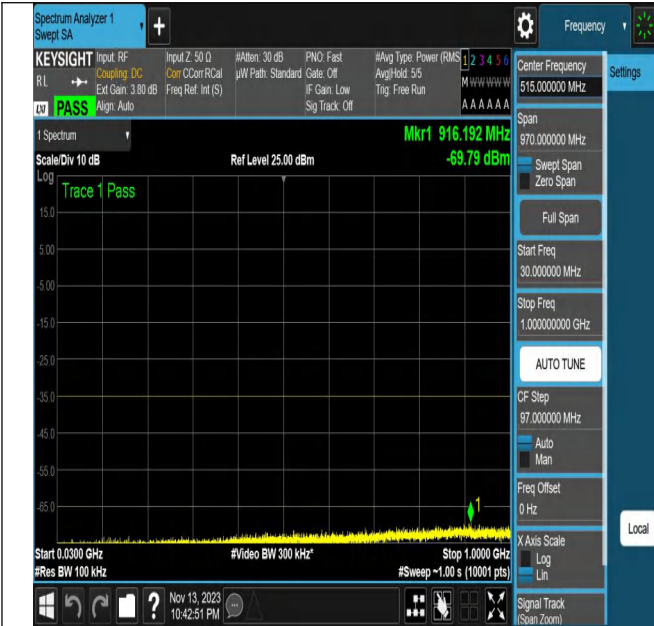 Spectrum Analyzer 1
Swept SA
Frequency
KEYSIGHT
RL
PASS
Input: RF
Coupling: DC
Ext Gain: 3.80 dB
Align: Auto
Input Z: 50 Ω
Corr CCorr RCal
Freq Ref: Int (S)
#Atten: 30 dB
µW Path: Standard
PNO: Fast
Gate: Off
IF Gain: Low
Sig Track: Off
#Avg Type: Power (RMS
Avg|Hold: 5/5
Trig: Free Run
1 2 3 4 5 6
M W W W W W
A A A A A A
1 Spectrum
Scale/Div 10 dB
Ref Level 25.00 dBm
Mkr1 916.192 MHz
-69.79 dBm
Log
Trace 1 Pass
15.0
5.00
-5.00
-15.0
-25.0
-35.0
-45.0
-55.0
-65.0
1
Start 0.0300 GHz
#Video BW 300 kHz*
Stop 1.0000 GHz
#Res BW 100 kHz
#Sweep ~1.00 s (10001 pts)
Nov 13, 2023
10:42:51 PM
Center Frequency
515.000000 MHz
Settings
Span
970.000000 MHz
Swept Span
Zero Span
Full Span
Start Freq
30.000000 MHz
Stop Freq
1.000000000 GHz
AUTO TUNE
CF Step
97.000000 MHz
Auto
Man
Freq Offset
0 Hz
Local
X Axis Scale
Log
Lin
Signal Track
(Span Zoom)